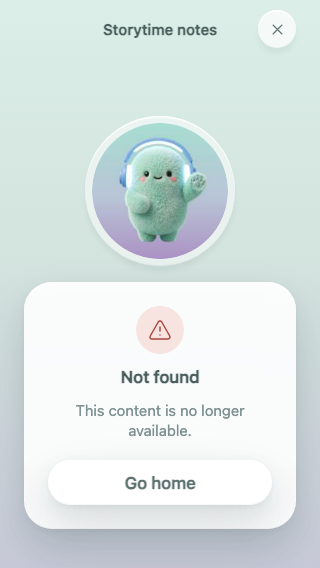 Storytime notes
Not found
This content is no longer
available.
Go home